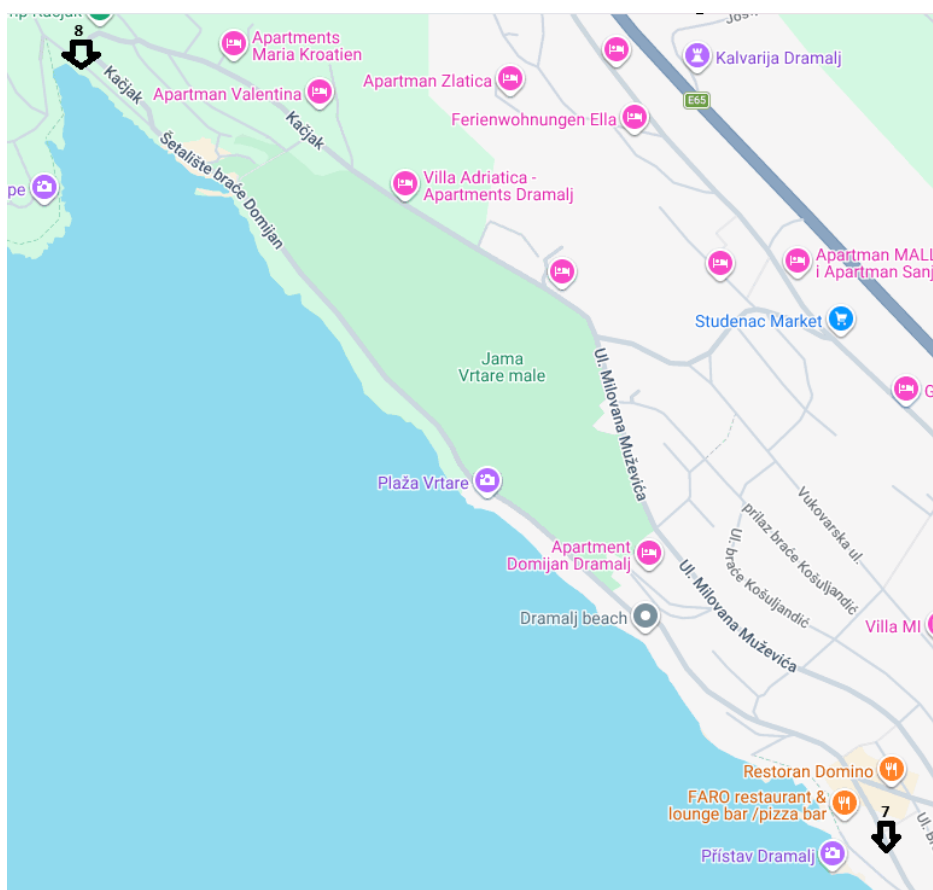 8
Apartments
Maria Kroatien
Kalvarija Dramalj
Kačjak
Apartman Valentina
Apartman Zlatica
E65
Ferienwohnungen Ella
Kačjak
Šetalište braće Domijan
Villa Adriatica -
Apartments Dramalj
Apartman MALL
i Apartman Sanj
Studenac Market
Jama
Vrtare male
Ul. Milovana Muževića
G
Plaža Vrtare
Vukovarska ul.
prilaz braće Košuljandić
Ul. braće Košuljandić
Apartment
Domijan Dramalj
Ul. Milovana Muževića
Dramalj beach
Villa MI
Restoran Domino
FARO restaurant &
lounge bar /pizza bar
7
Přístav Dramalj